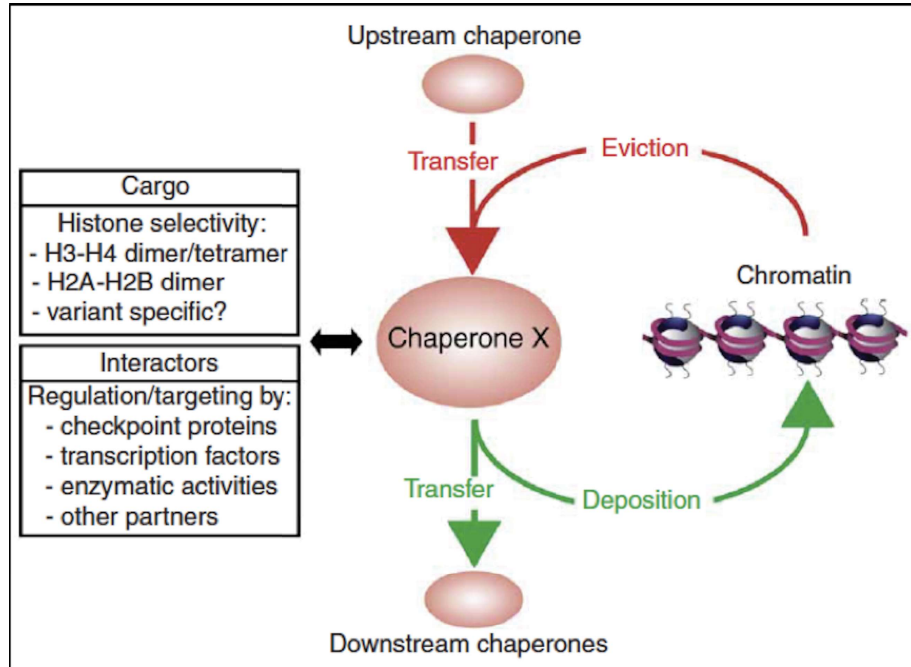 Upstream chaperone
Transfer
Eviction
Cargo
Histone selectivity:
- H3-H4 dimer/tetramer
- H2A-H2B dimer
- variant specific?
Interactors
Regulation/targeting by:
- checkpoint proteins
- transcription factors
- enzymatic activities
- other partners
Chaperone X
Chromatin
Transfer
Deposition
Downstream chaperones